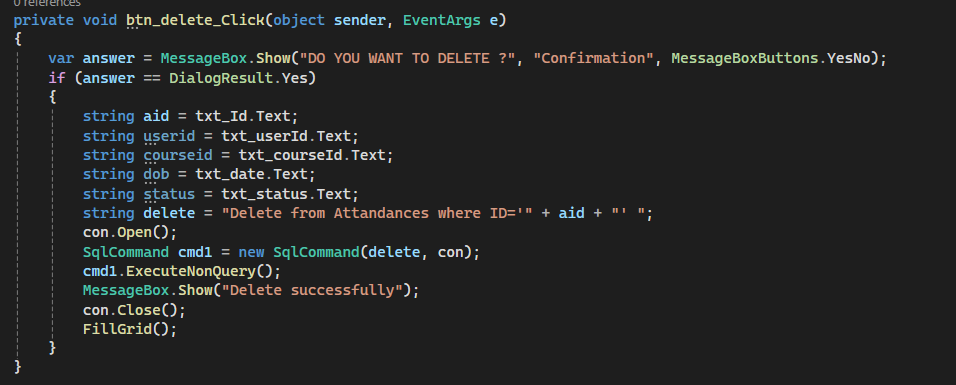 0 references
private void btn_delete_Click(object sender, EventArgs e)
{
    var answer = MessageBox.Show("DO YOU WANT TO DELETE ?", "Confirmation", MessageBoxButtons.YesNo);
    if (answer == DialogResult.Yes)
    {
        string aid = txt_Id.Text;
        string userid = txt_userId.Text;
        string courseid = txt_courseId.Text;
        string dob = txt_date.Text;
        string status = txt_status.Text;
        string delete = "Delete from Attandances where ID='" + aid + "' ";
        con.Open();
        SqlCommand cmd1 = new SqlCommand(delete, con);
        cmd1.ExecuteNonQuery();
        MessageBox.Show("Delete successfully");
        con.Close();
        FillGrid();
    }
}